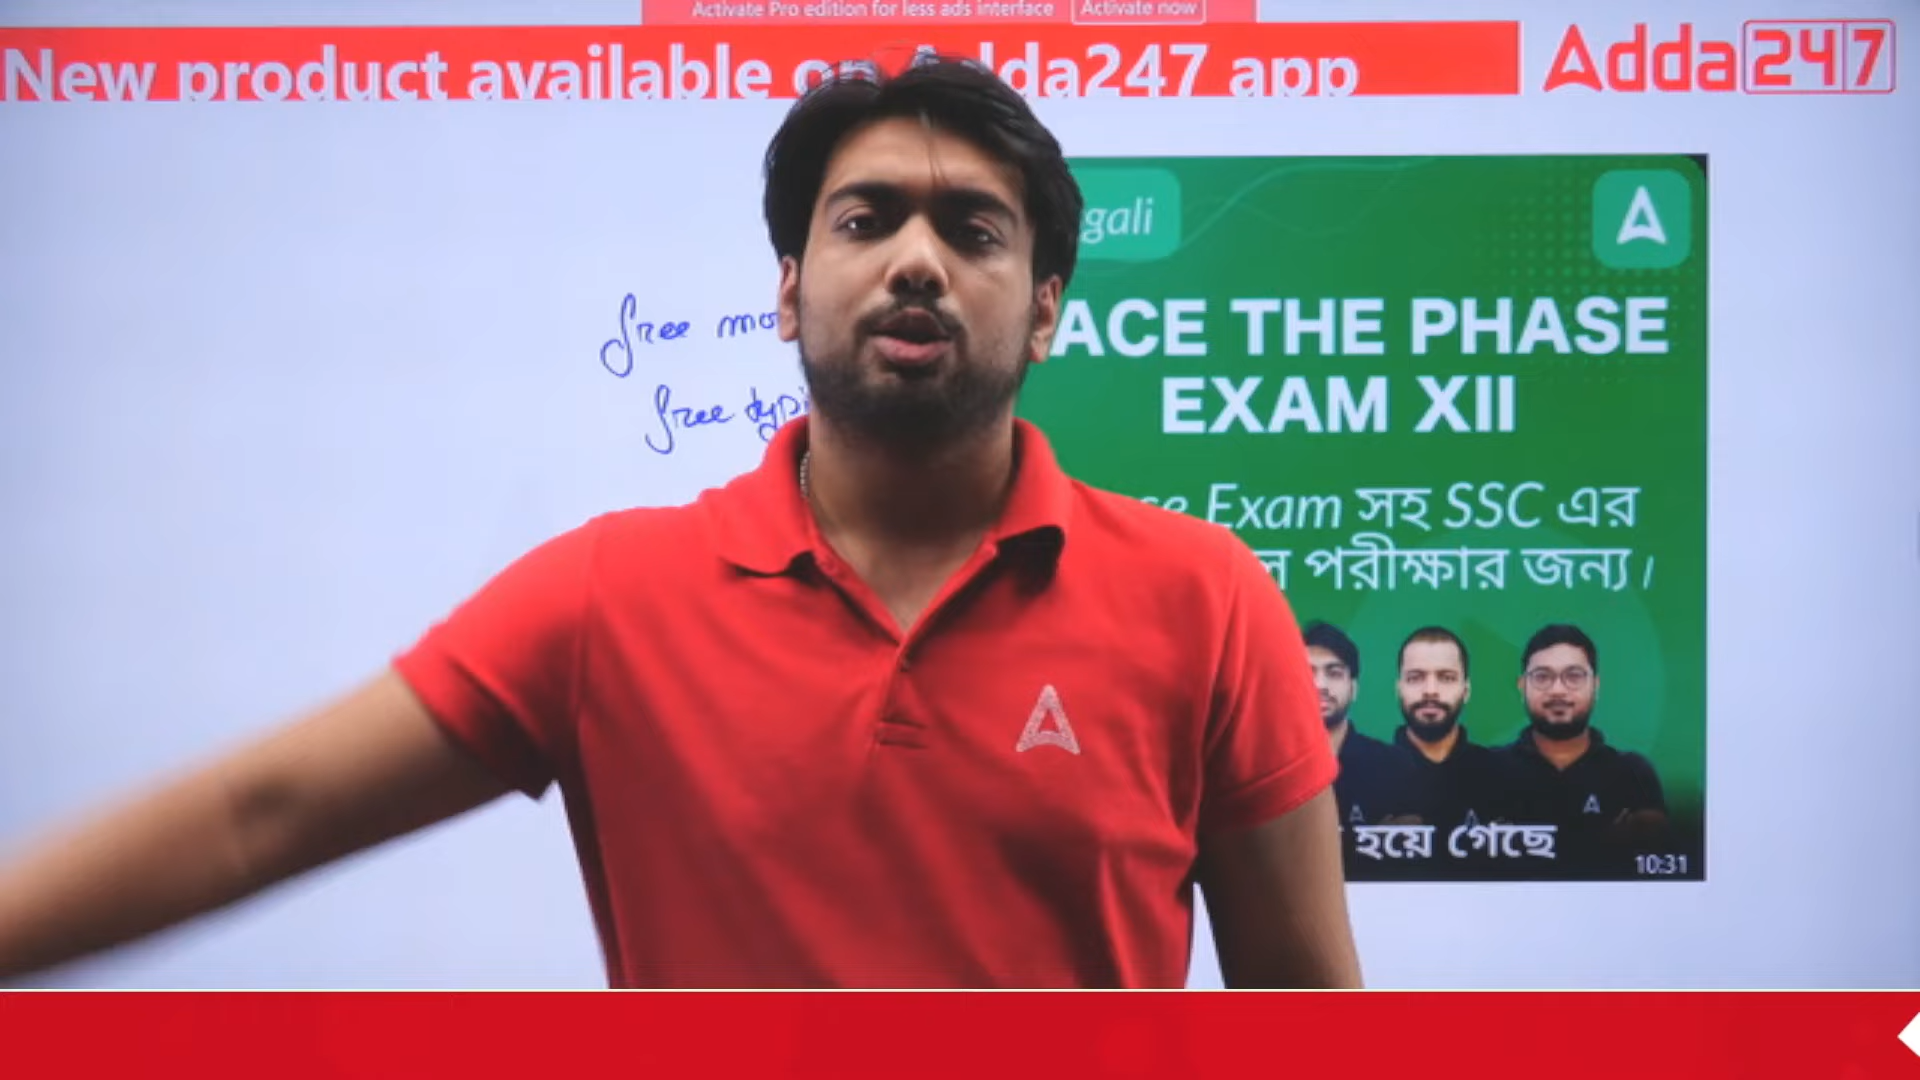 Activate Pro edition for less ads interface Activate now
New product available on Adda247 app
Adda247
free
free
ACE THE PHASE
EXAM XII
Exam সহ SSC এর
পরীক্ষার জন্য।
হয়ে গেছে
10:31